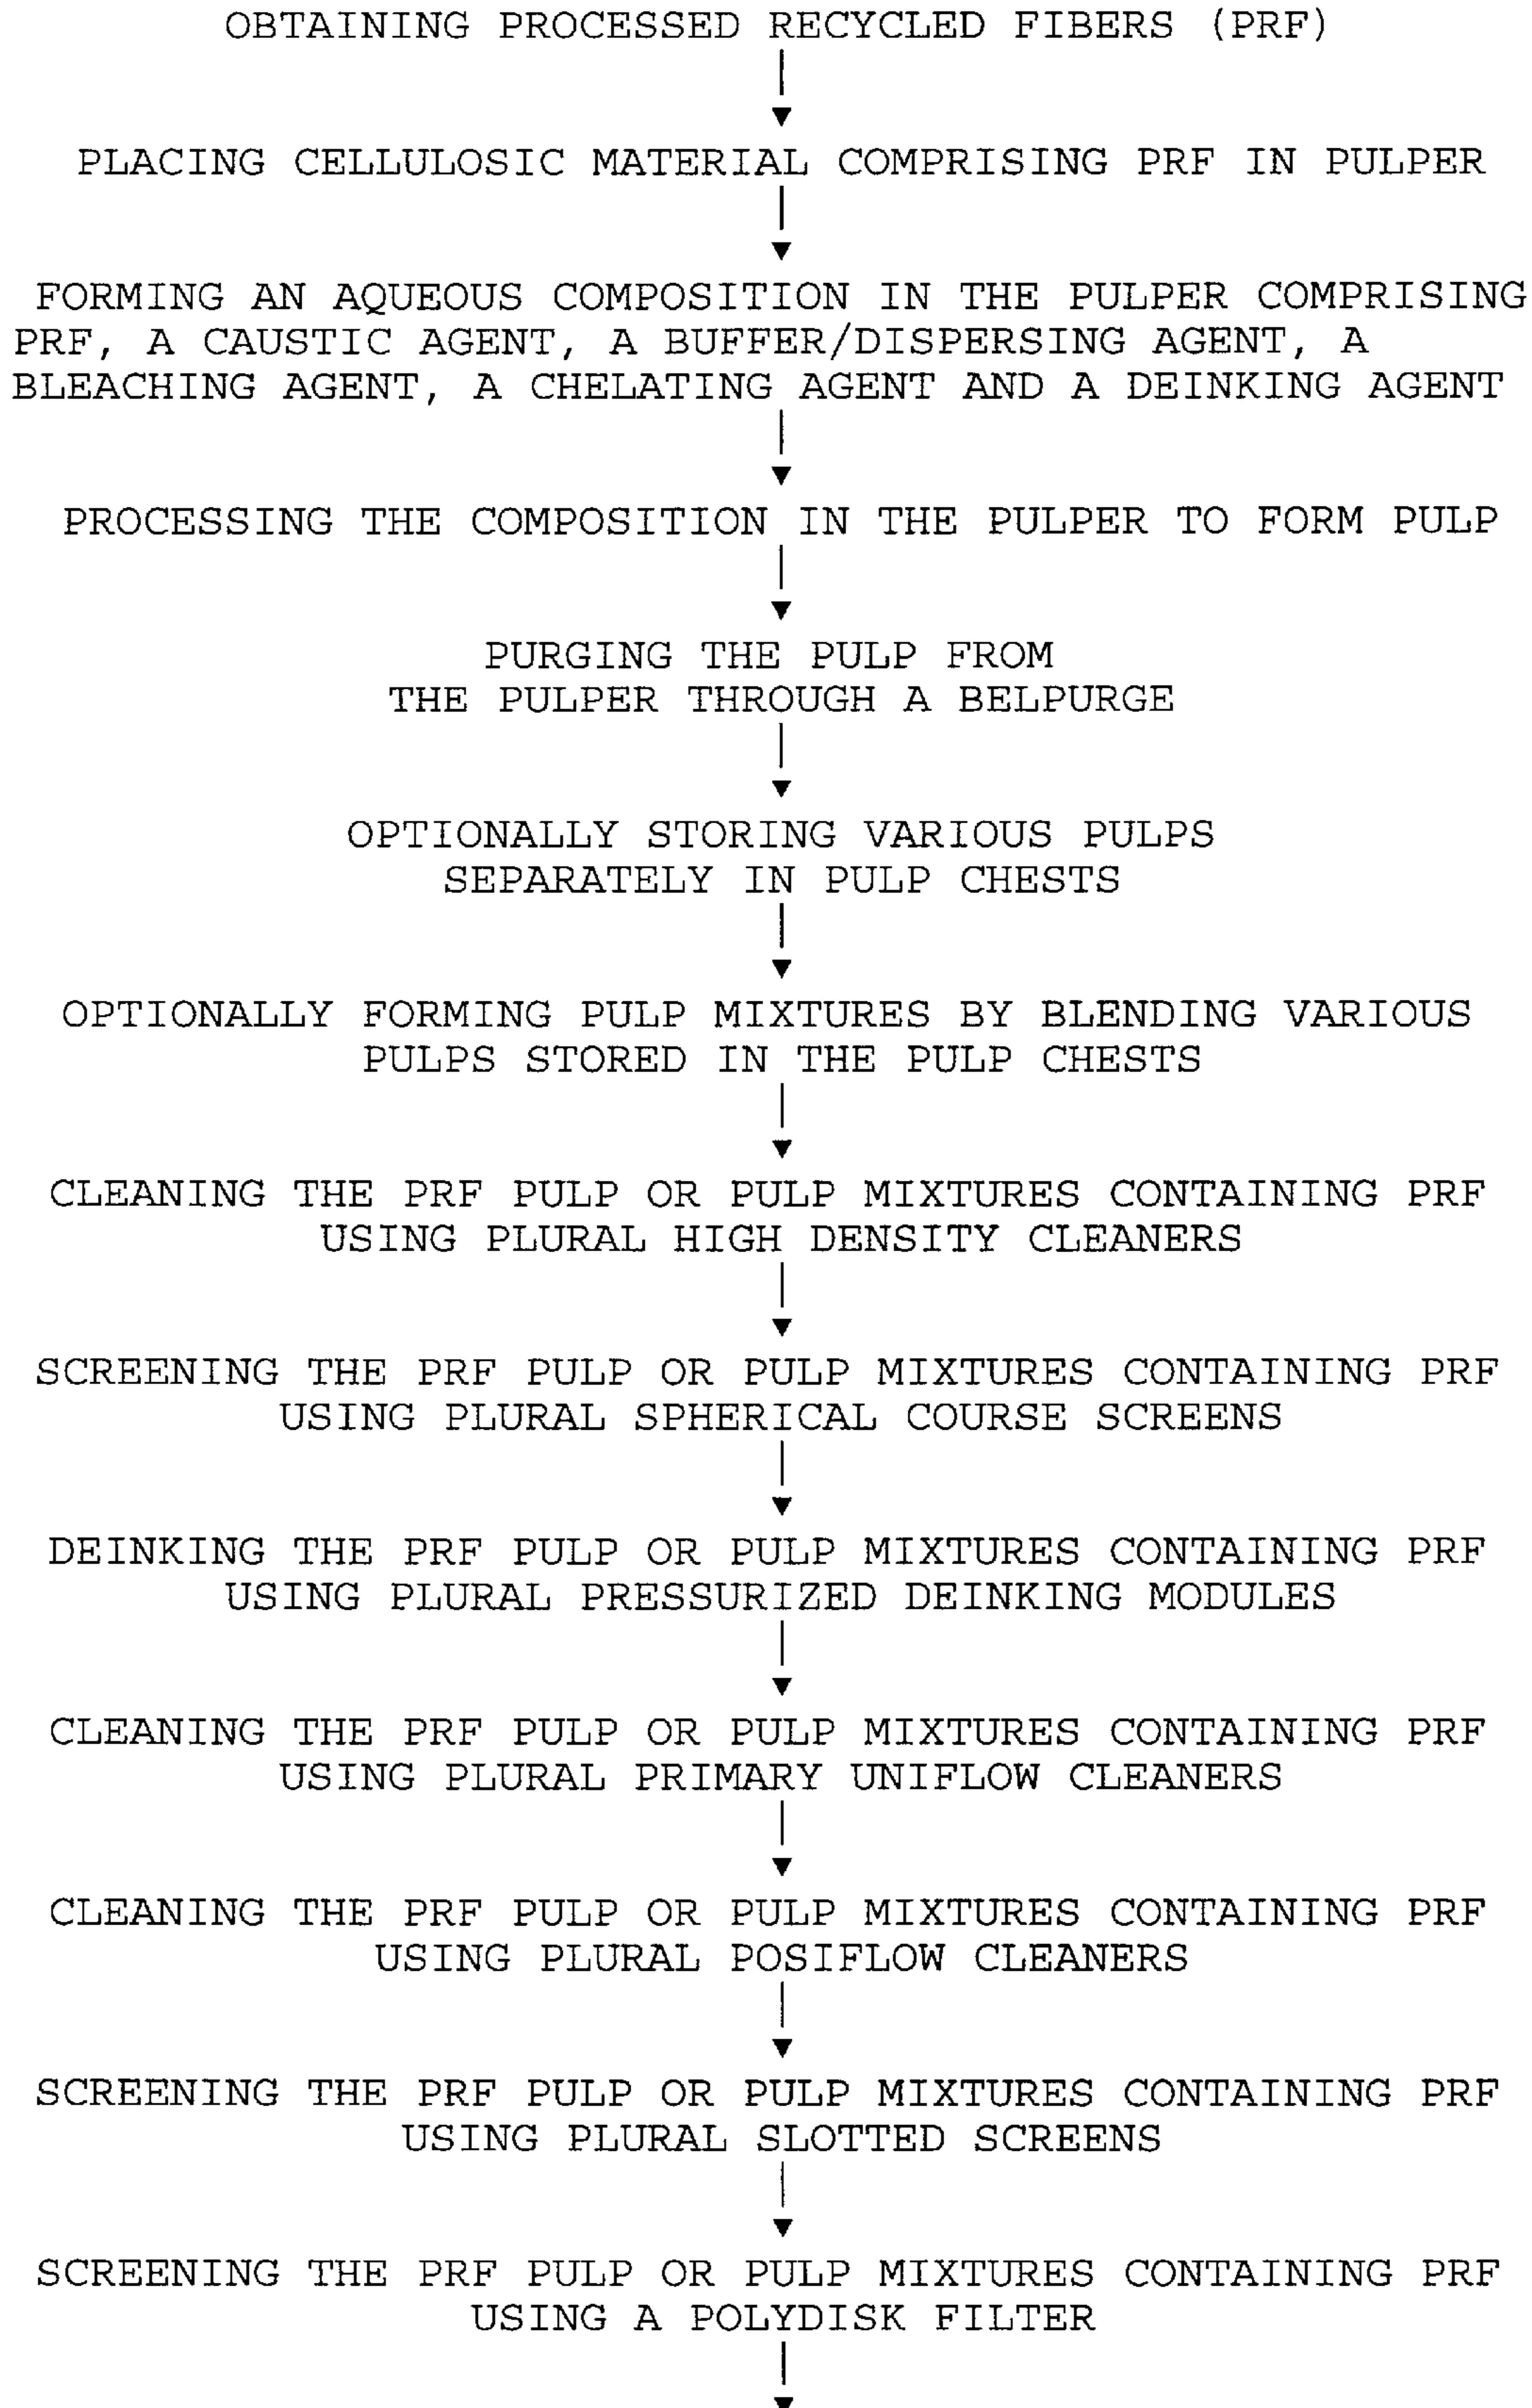 OBTAINING PROCESSED RECYCLED FIBERS (PRF)
PLACING CELLULOSIC MATERIAL COMPRISING PRF IN PULPER
FORMING AN AQUEOUS COMPOSITION IN THE PULPER COMPRISING
PRF, A CAUSTIC AGENT, A BUFFER/DISPERSING AGENT, A
BLEACHING AGENT, A CHELATING AGENT AND A DEINKING AGENT
PROCESSING THE COMPOSITION IN THE PULPER TO FORM PULP
PURGING THE PULP FROM
THE PULPER THROUGH A BELPURGE
OPTIONALLY STORING VARIOUS PULPS
SEPARATELY IN PULP CHESTS
OPTIONALLY FORMING PULP MIXTURES BY BLENDING VARIOUS
PULPS STORED IN THE PULP CHESTS
CLEANING THE PRF PULP OR PULP MIXTURES CONTAINING PRF
USING PLURAL HIGH DENSITY CLEANERS
SCREENING THE PRF PULP OR PULP MIXTURES CONTAINING PRF
USING PLURAL SPHERICAL COURSE SCREENS
DEINKING THE PRF PULP OR PULP MIXTURES CONTAINING PRF
USING PLURAL PRESSURIZED DEINKING MODULES
CLEANING THE PRF PULP OR PULP MIXTURES CONTAINING PRF
USING PLURAL PRIMARY UNIFLOW CLEANERS
CLEANING THE PRF PULP OR PULP MIXTURES CONTAINING PRF
USING PLURAL POSIFLOW CLEANERS
SCREENING THE PRF PULP OR PULP MIXTURES CONTAINING PRF
USING PLURAL SLOTTED SCREENS
SCREENING THE PRF PULP OR PULP MIXTURES CONTAINING PRF
USING A POLYDISK FILTER